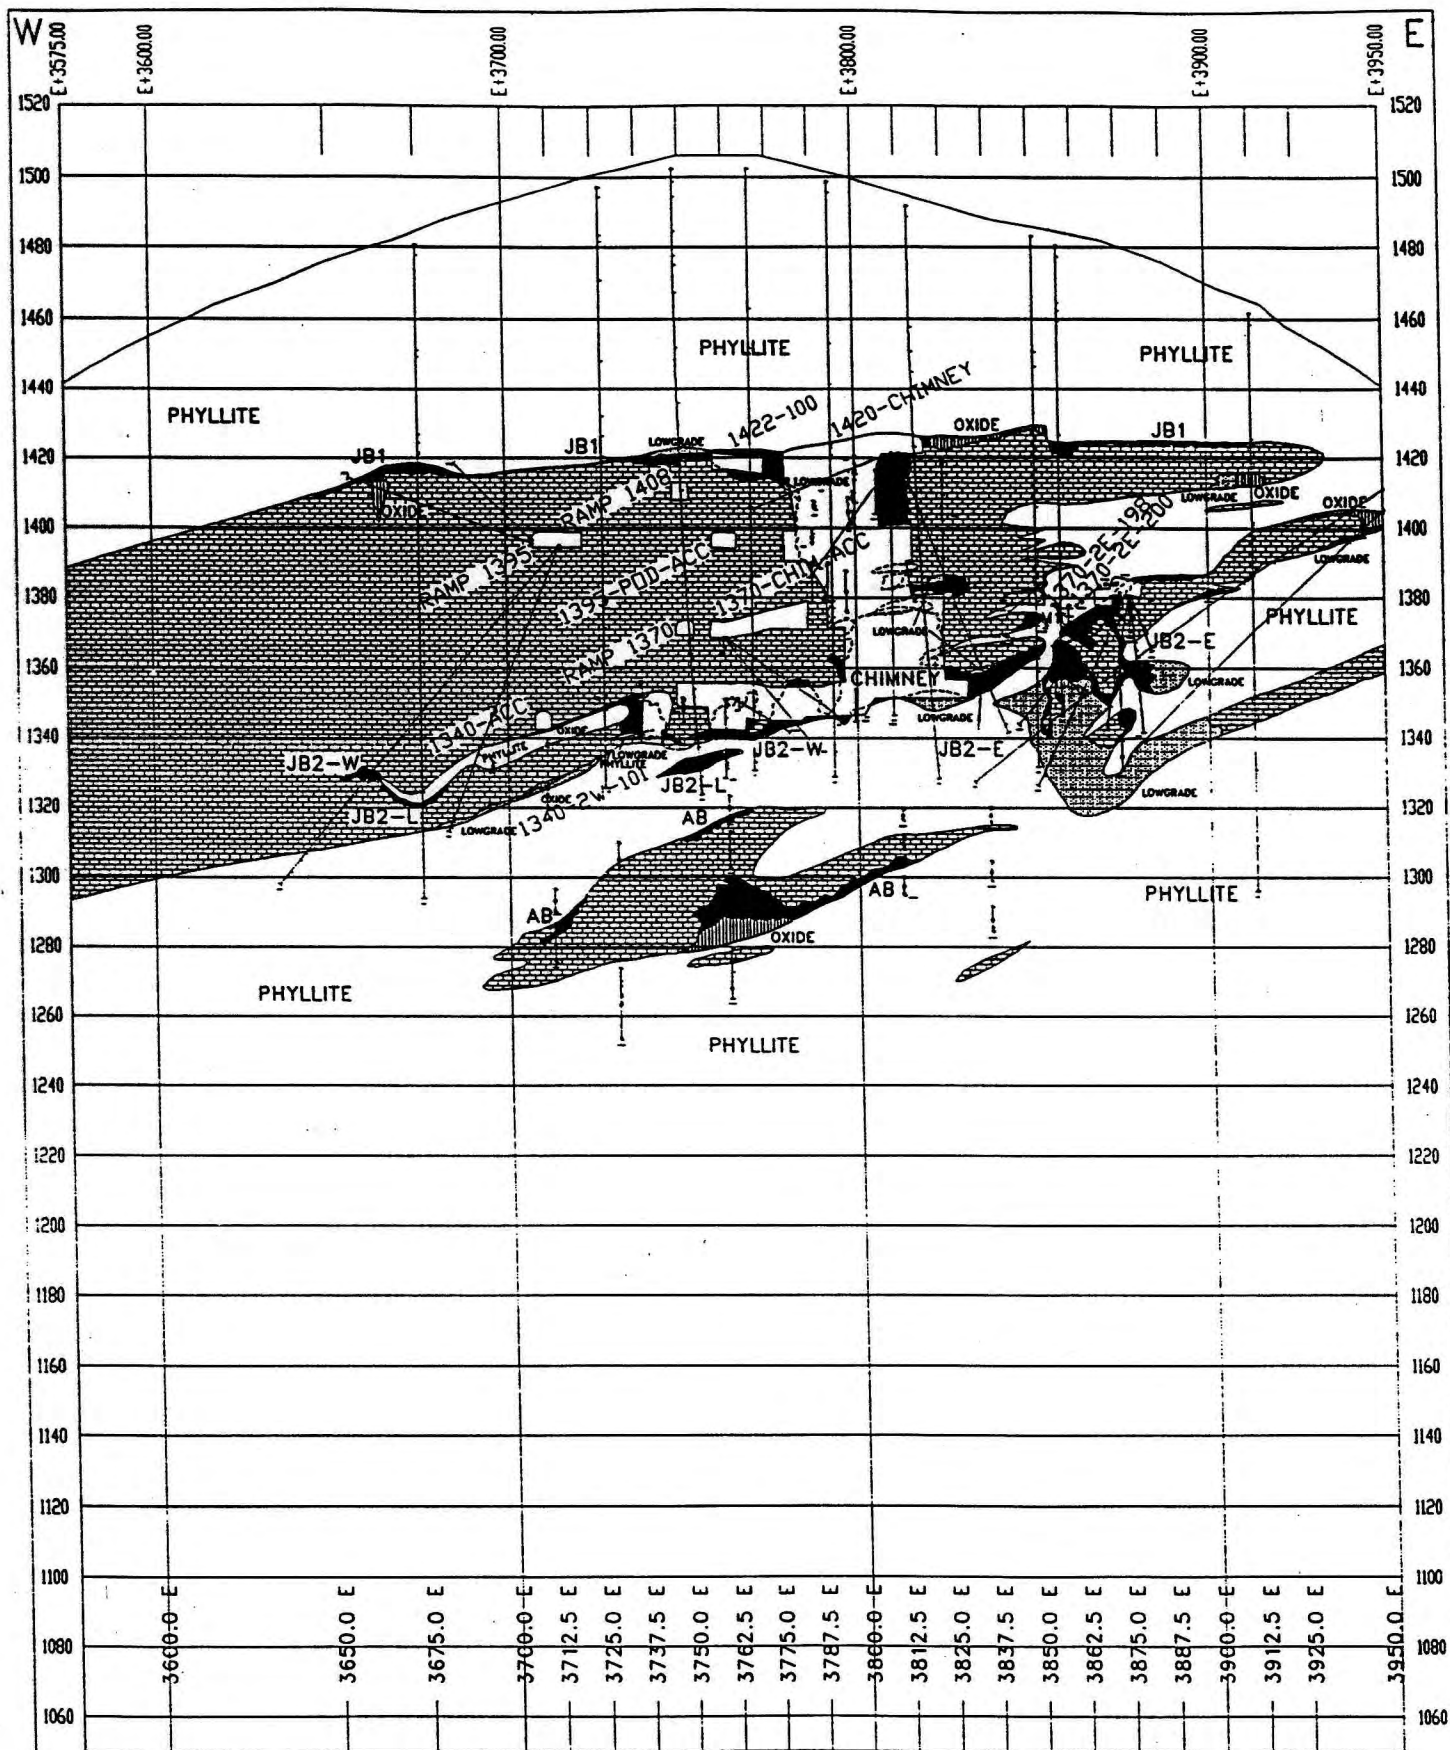 W
E+3575.00
E+3600.00
E+3700.00
E+3800.00
E+3900.00
E+3950.00
E
1520 1520
1500 1500
1480 1480
1460 1460
PHYLLITE
PHYLLITE
1440 1440
PHYLLITE
1422-100
1420-CHIMNEY
OXIDE
JB1
JB1
JB1
LOWGRADE
1420 1420
LOWGRADE
RAMP 1408
OXIDE
LOWGRADE
OXIDE
OXIDE
1400 1400
LOWGRADE
RAMP 1395
1395-POD-ACC
1370-CHIM-ACC
1370-2E-198
1370-2E-200
1380 1380
PHYLLITE
LOWGRADE
RAMP 1370
JB2-E
1360 1360
CHIMNEY
LOWGRADE
LOWGRADE
1340-ACC
OXIDE
PHYLLITE
1340 1340
JB2-W
JB2-W
JB2-E
LOWGRADE
PHYLLITE
JB2-L
LOWGRADE
OXIDE
1340-2W-101
JB2-L
LOWGRADE
AB
1320 1320
1300 1300
AB
PHYLLITE
AB
OXIDE
1280 1280
PHYLLITE
1260 1260
PHYLLITE
1240 1240
1220 1220
1200 1200
1180 1180
1160 1160
1140 1140
1120 1120
1100 1100
3600.0 E
3650.0 E
3675.0 E
3700.0 E
3712.5 E
3725.0 E
3737.5 E
3750.0 E
3762.5 E
3775.0 E
3787.5 E
3800.0 E
3812.5 E
3825.0 E
3837.5 E
3850.0 E
3862.5 E
3875.0 E
3887.5 E
3900.0 E
3912.5 E
3925.0 E
3950.0 E
1080 1080
1060 1060